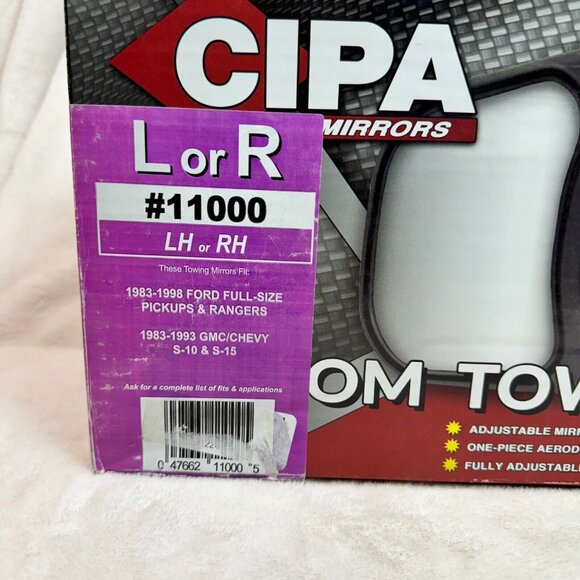 CIPA
MIRRORS
L or R
#11000
LH or RH
These Towing Mirrors Fit:
1983-1998 FORD FULL-SIZE
PICKUPS & RANGERS
1983-1993 GMC/CHEVY
S-10 & S-15
Ask for a complete list of fits & applications
0 47662 11000 5
OM TOW
ADJUSTABLE MIRR
ONE-PIECE AEROD
FULLY ADJUSTABLE